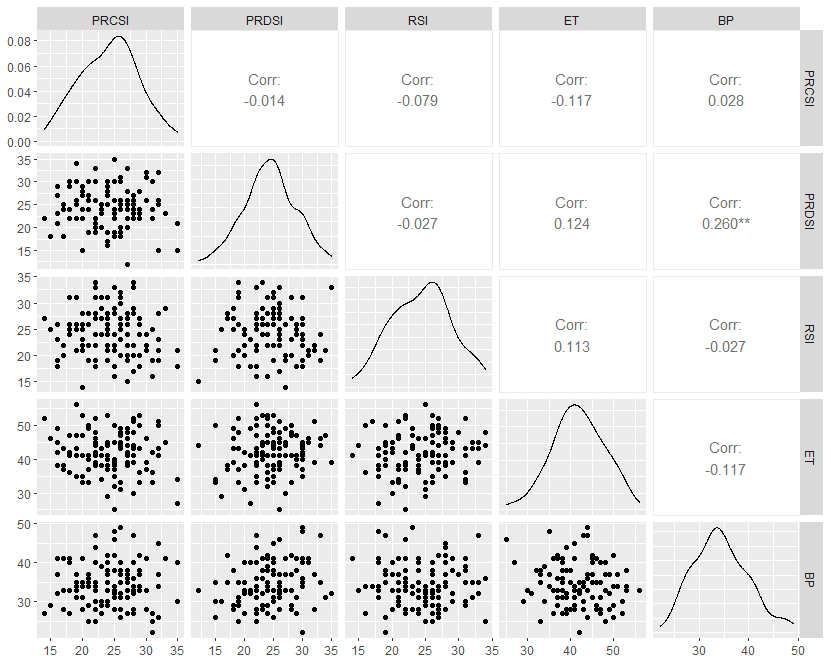 PRCSI PRDSI RSI ET BP
0.08
0.06
0.04
0.02
0.00
Corr:
-0.014
Corr:
-0.079
Corr:
-0.117
Corr:
0.028
PRCSI
35
30
25
20
15
Corr:
-0.027
Corr:
0.124
Corr:
0.260**
PRDSI
35
30
25
20
15
Corr:
0.113
Corr:
-0.027
RSI
50
40
30
Corr:
-0.117
ET
50
40
30
BP
15 20 25 30 35 15 20 25 30 35 15 20 25 30 35 30 40 50 30 40 50